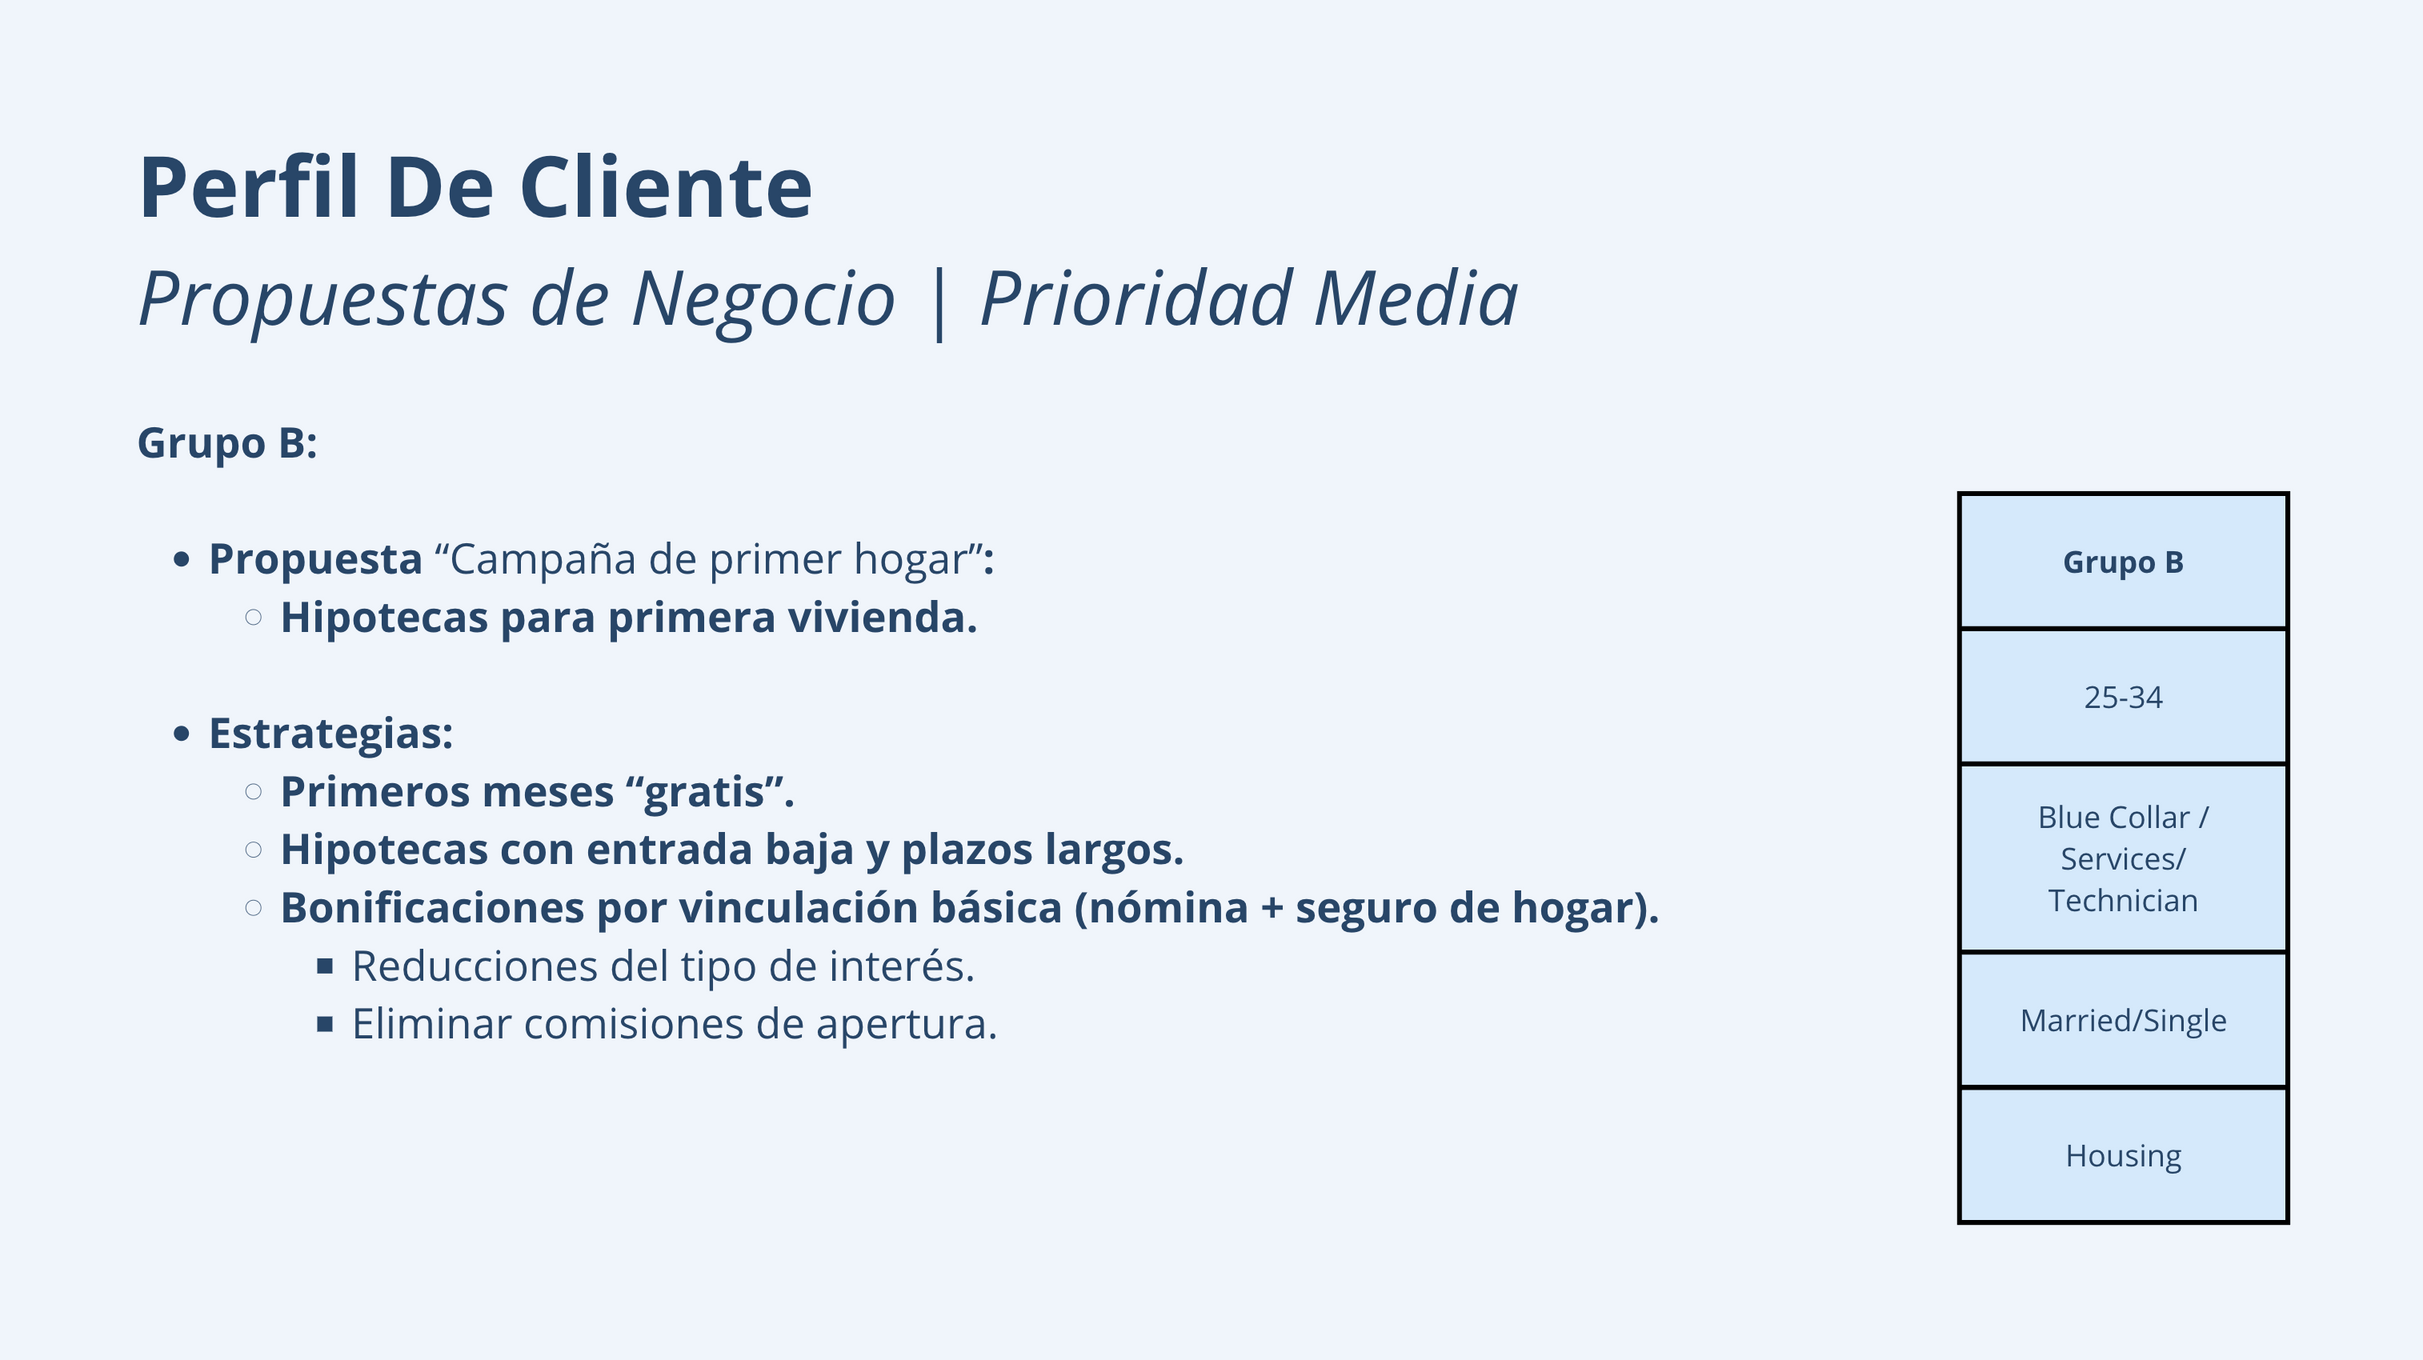 Perfil De Cliente
Propuestas de Negocio | Prioridad Media
Grupo B:
• Propuesta “Campaña de primer hogar”:
○ Hipotecas para primera vivienda.
• Estrategias:
○ Primeros meses “gratis”.
○ Hipotecas con entrada baja y plazos largos.
○ Bonificaciones por vinculación básica (nómina + seguro de hogar).
▪ Reducciones del tipo de interés.
▪ Eliminar comisiones de apertura.
Grupo B
25-34
Blue Collar /
Services/
Technician
Married/Single
Housing